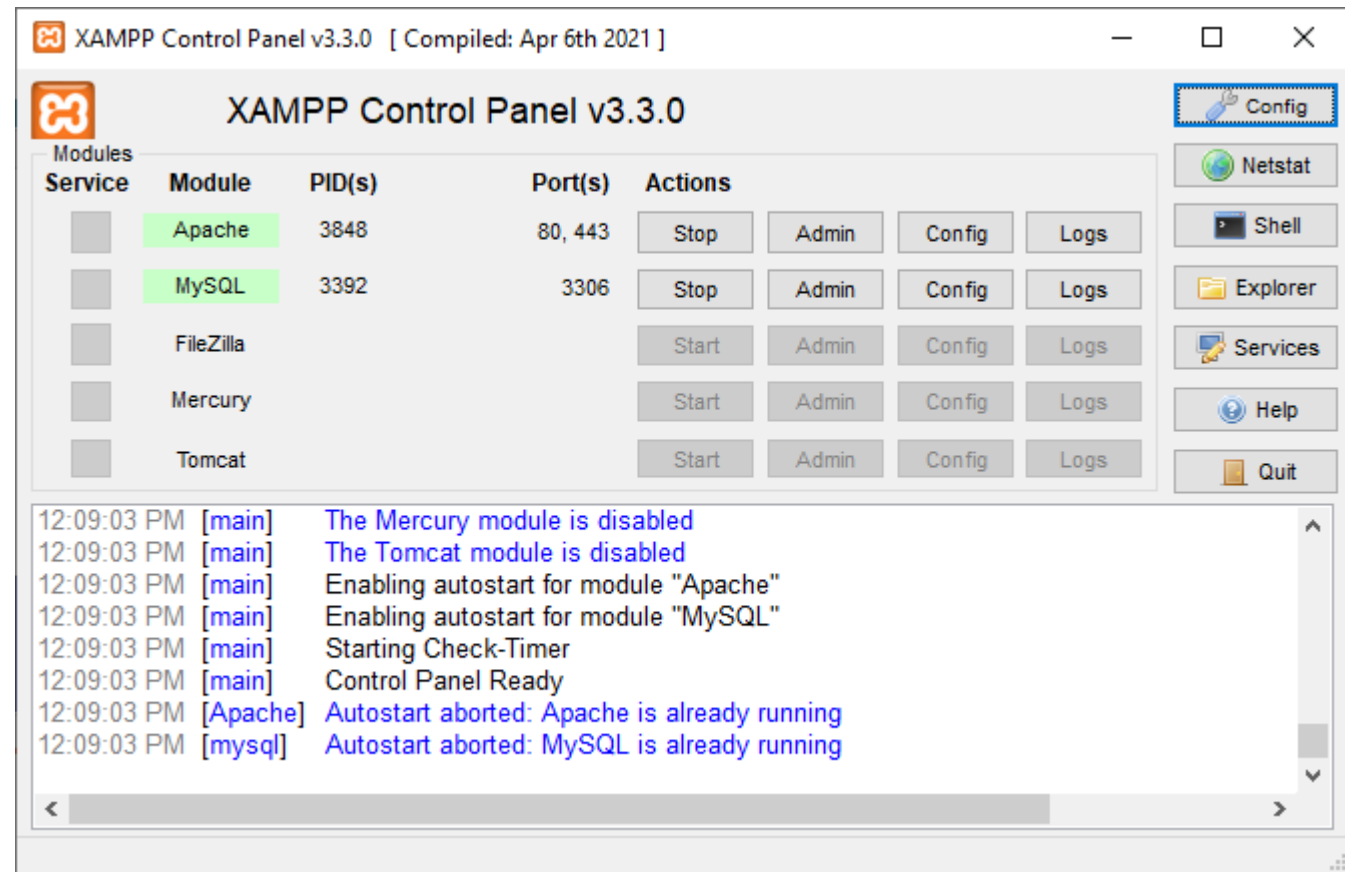 XAMPP Control Panel v3.3.0 [ Compiled: Apr 6th 2021 ]
XAMPP Control Panel v3.3.0
Config
Modules
Netstat
Service Module PID(s) Port(s) Actions
Apache 3848 80, 443 Stop Admin Config Logs
Shell
MySQL 3392 3306 Stop Admin Config Logs
Explorer
FileZilla Start Admin Config Logs
Services
Mercury Start Admin Config Logs
Help
Tomcat Start Admin Config Logs
Quit
12:09:03 PM [main] The Mercury module is disabled
12:09:03 PM [main] The Tomcat module is disabled
12:09:03 PM [main] Enabling autostart for module "Apache"
12:09:03 PM [main] Enabling autostart for module "MySQL"
12:09:03 PM [main] Starting Check-Timer
12:09:03 PM [main] Control Panel Ready
12:09:03 PM [Apache] Autostart aborted: Apache is already running
12:09:03 PM [mysql] Autostart aborted: MySQL is already running